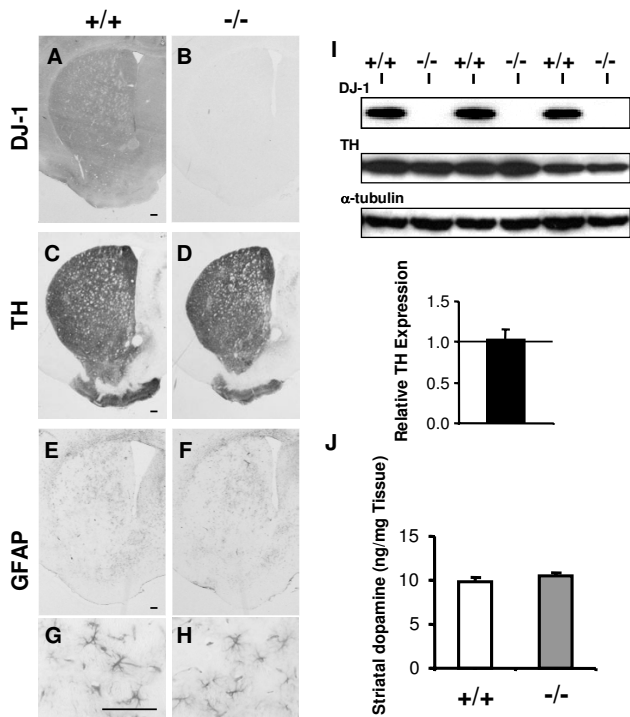 +/+ -/-
DJ-1
A B
TH
C D
GFAP
E F
G H
I
+/+ -/- +/+ -/- +/+ -/-
DJ-1
TH
α-tubulin
Relative TH Expression
1.5
1.0
0.5
0.0
J
Striatal dopamine (ng/mg Tissue)
15
10
5
0
+/+ -/-